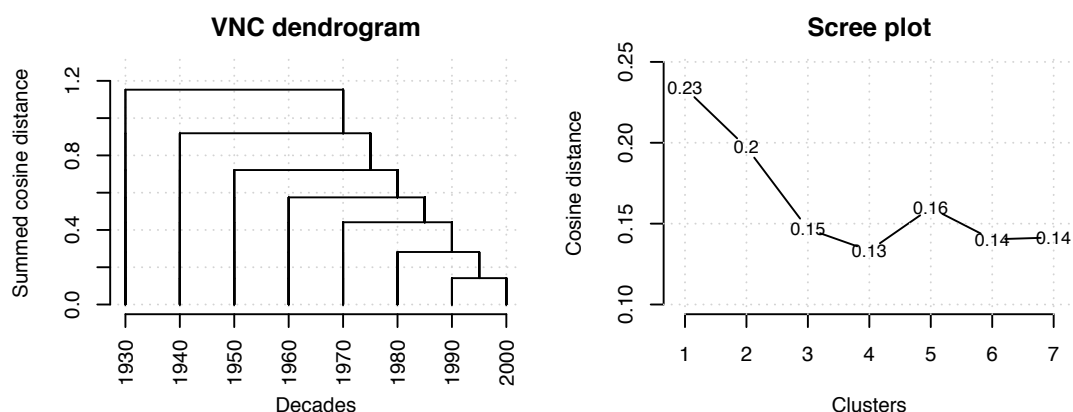 VNC dendrogram
Summed cosine distance
1.2
0.8
0.4
0.0
1930 1940 1950 1960 1970 1980 1990 2000
Decades
Scree plot
Cosine distance
0.25
0.20
0.15
0.10
0.23
0.2
0.15
0.13
0.16
0.14
0.14
1 2 3 4 5 6 7
Clusters